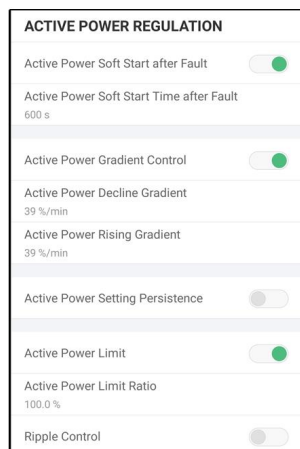 ACTIVE POWER REGULATION
Active Power Soft Start after Fault
Active Power Soft Start Time after Fault
600 s
Active Power Gradient Control
Active Power Decline Gradient
39 %/min
Active Power Rising Gradient
39 %/min
Active Power Setting Persistence
Active Power Limit
Active Power Limit Ratio
100.0 %
Ripple Control